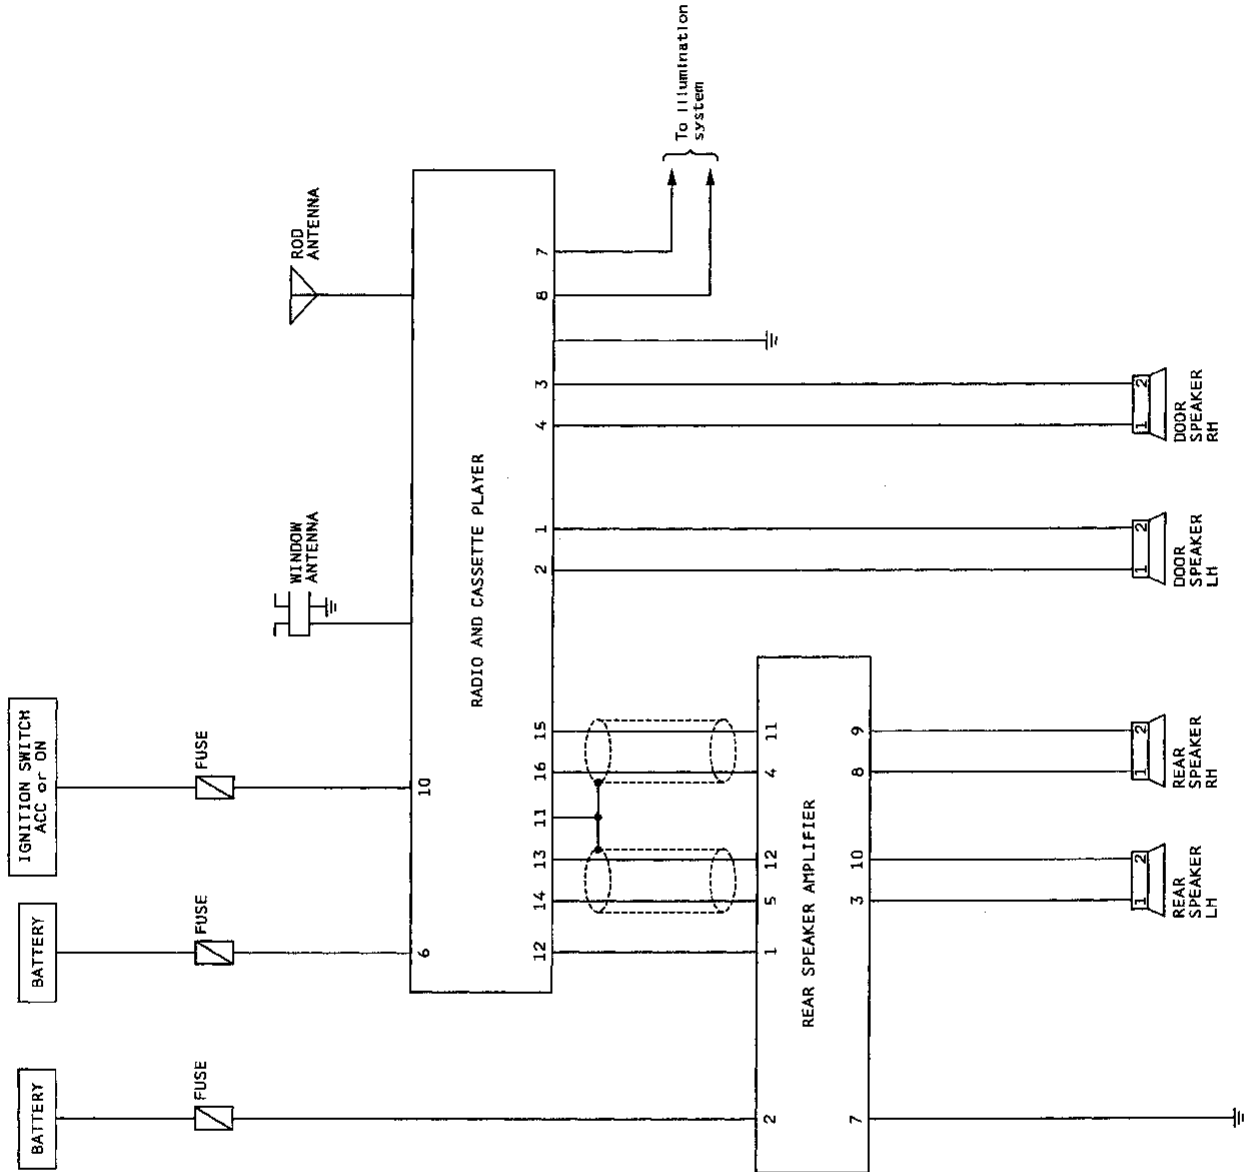 BATTERY
BATTERY
IGNITION SWITCH
ACC or ON
FUSE
FUSE
FUSE
WINDOW
ANTENNA
ROD
ANTENNA
6
10
RADIO AND CASSETTE PLAYER
12
14
13
11
16
15
2
1
4
3
8
7
To illumination
system
2
1
5
12
4
11
REAR SPEAKER AMPLIFIER
7
3
10
8
9
1
2
REAR
SPEAKER
LH
1
2
REAR
SPEAKER
RH
1
2
DOOR
SPEAKER
LH
1
2
DOOR
SPEAKER
RH